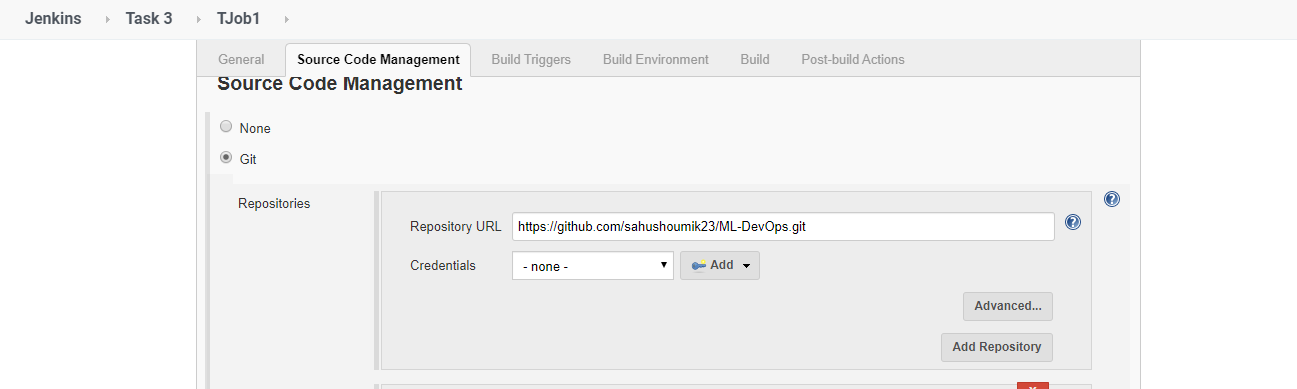 Jenkins Task 3 TJob1
General Source Code Management Build Triggers Build Environment Build Post-build Actions
Source Code Management
None
Git
Repositories
Repository URL https://github.com/sahushoumik23/ML-DevOps.git
Credentials - none - Add
Advanced...
Add Repository